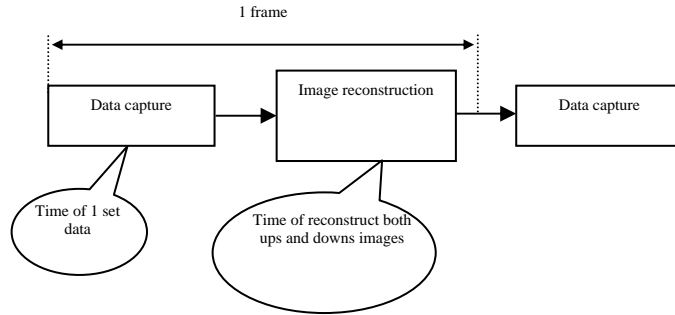 1 frame
Data capture
Image reconstruction
Data capture
Time of 1 set
data
Time of reconstruct both
ups and downs images